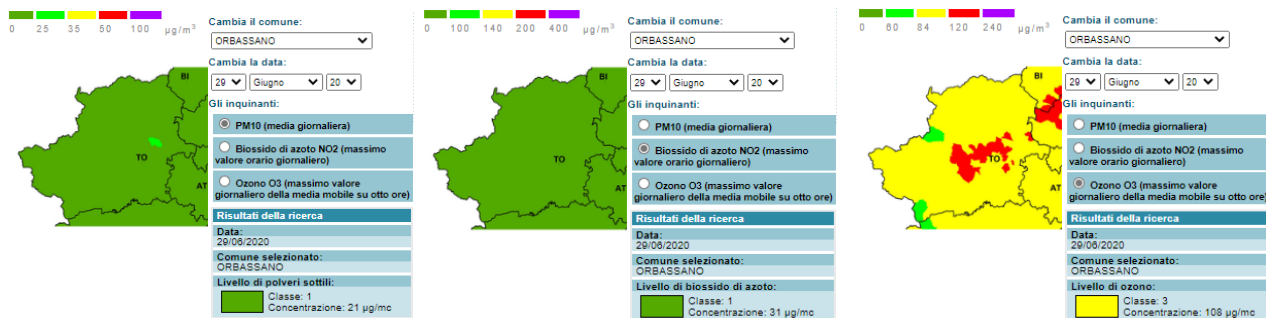 0 25 35 50 100 µg/m³
Cambia il comune:
ORBASSANO
Cambia la data:
29 Giugno 20
Gli inquinanti:
PM10 (media giornaliera)
Biossido di azoto NO2 (massimo
valore orario giornaliero)
Ozono O3 (massimo valore
giornaliero della media mobile su otto ore)
Risultati della ricerca
Data:
29/06/2020
Comune selezionato:
ORBASSANO
Livello di polveri sottili:
Classe: 1
Concentrazione: 21 µg/mc
BI
TO
AT
0 100 140 200 400 µg/m³
Cambia il comune:
ORBASSANO
Cambia la data:
29 Giugno 20
Gli inquinanti:
PM10 (media giornaliera)
Biossido di azoto NO2 (massimo
valore orario giornaliero)
Ozono O3 (massimo valore
giornaliero della media mobile su otto ore)
Risultati della ricerca
Data:
29/06/2020
Comune selezionato:
ORBASSANO
Livello di biossido di azoto:
Classe: 1
Concentrazione: 31 µg/mc
BI
TO
AT
0 60 84 120 240 µg/m³
Cambia il comune:
ORBASSANO
Cambia la data:
29 Giugno 20
Gli inquinanti:
PM10 (media giornaliera)
Biossido di azoto NO2 (massimo
valore orario giornaliero)
Ozono O3 (massimo valore
giornaliero della media mobile su otto ore)
Risultati della ricerca
Data:
29/06/2020
Comune selezionato:
ORBASSANO
Livello di ozono:
Classe: 3
Concentrazione: 108 µg/mc
BI
TO
AT